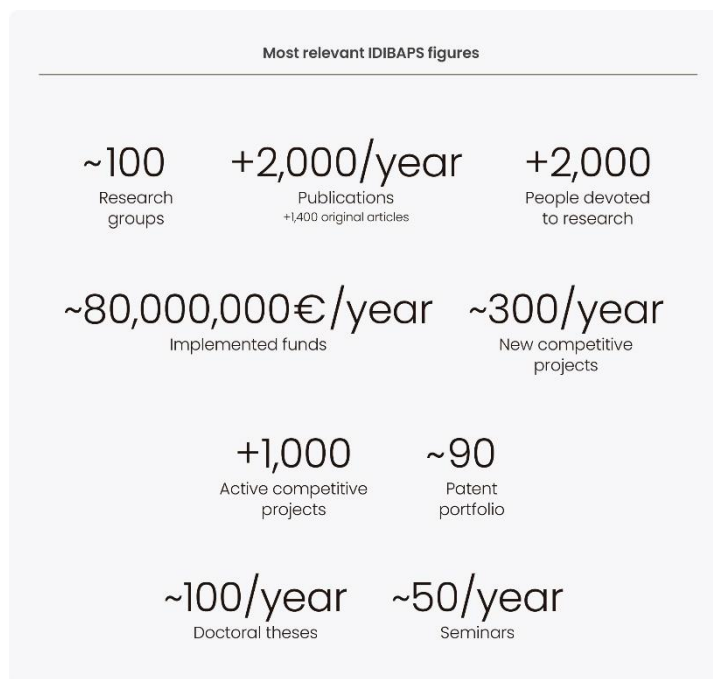 Most relevant IDIBAPS figures
~100
Research
groups
+2,000/year
Publications
+1,400 original articles
+2,000
People devoted
to research
~80,000,000€/year
Implemented funds
~300/year
New competitive
projects
+1,000
Active competitive
projects
~90
Patent
portfolio
~100/year
Doctoral theses
~50/year
Seminars